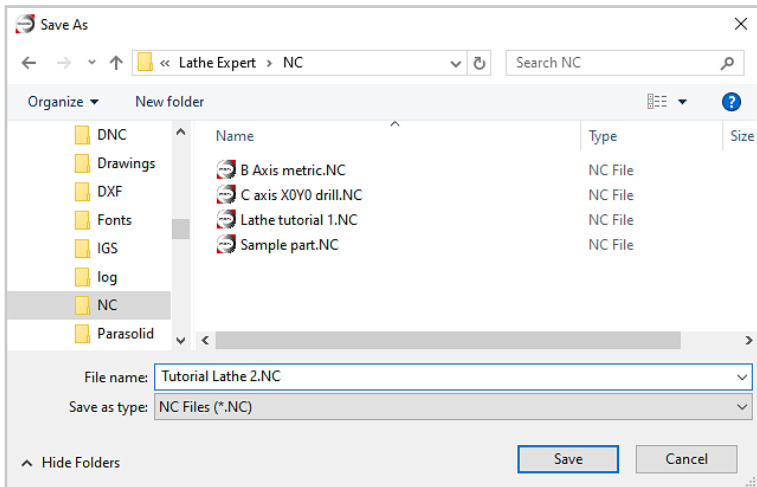 Save As
« Lathe Expert > NC
Search NC
Organize
New folder
?
Name
Type
Size
DNC
Drawings
DXF
Fonts
IGS
log
NC
Parasolid
B Axis metric.NC
NC File
C axis X0Y0 drill.NC
NC File
Lathe tutorial 1.NC
NC File
Sample part.NC
NC File
File name: Tutorial Lathe 2.NC
Save as type: NC Files (*.NC)
Hide Folders
Save
Cancel